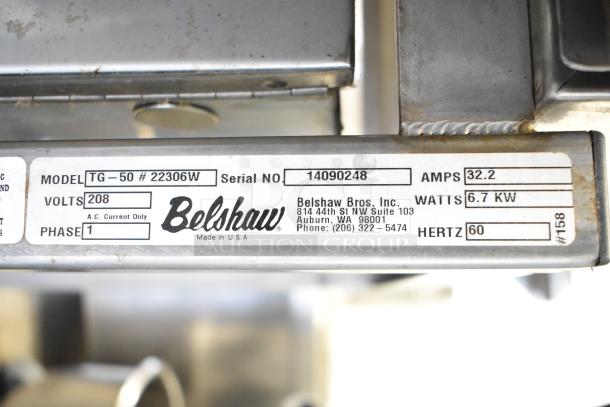 MODEL TG-50 # 22306W Serial NO. 14090248 AMPS 32.2
VOLTS 208 Belshaw Bros. Inc. WATTS 6.7 KW
A.C. Current Only Belshaw 814 44th St NW Suite 103
Auburn, WA 98001
PHASE 1 Made in U.S.A Phone: (206) 322-5474 HERTZ 60
#158